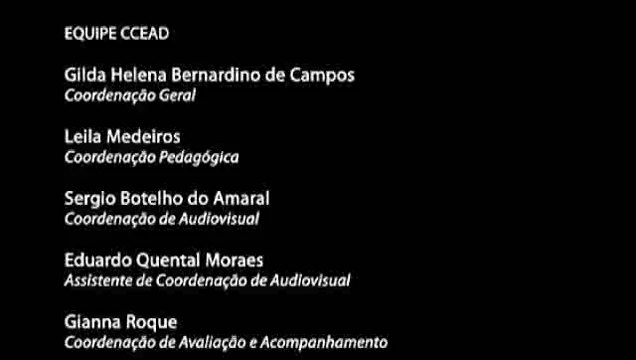 EQUIPE CCEAD
Gilda Helena Bernardino de Campos
Coordenação Geral
Leila Medeiros
Coordenação Pedagógica
Sergio Botelho do Amaral
Coordenação de Audiovisual
Eduardo Quental Moraes
Assistente de Coordenação de Audiovisual
Gianna Roque
Coordenação de Avaliação e Acompanhamento